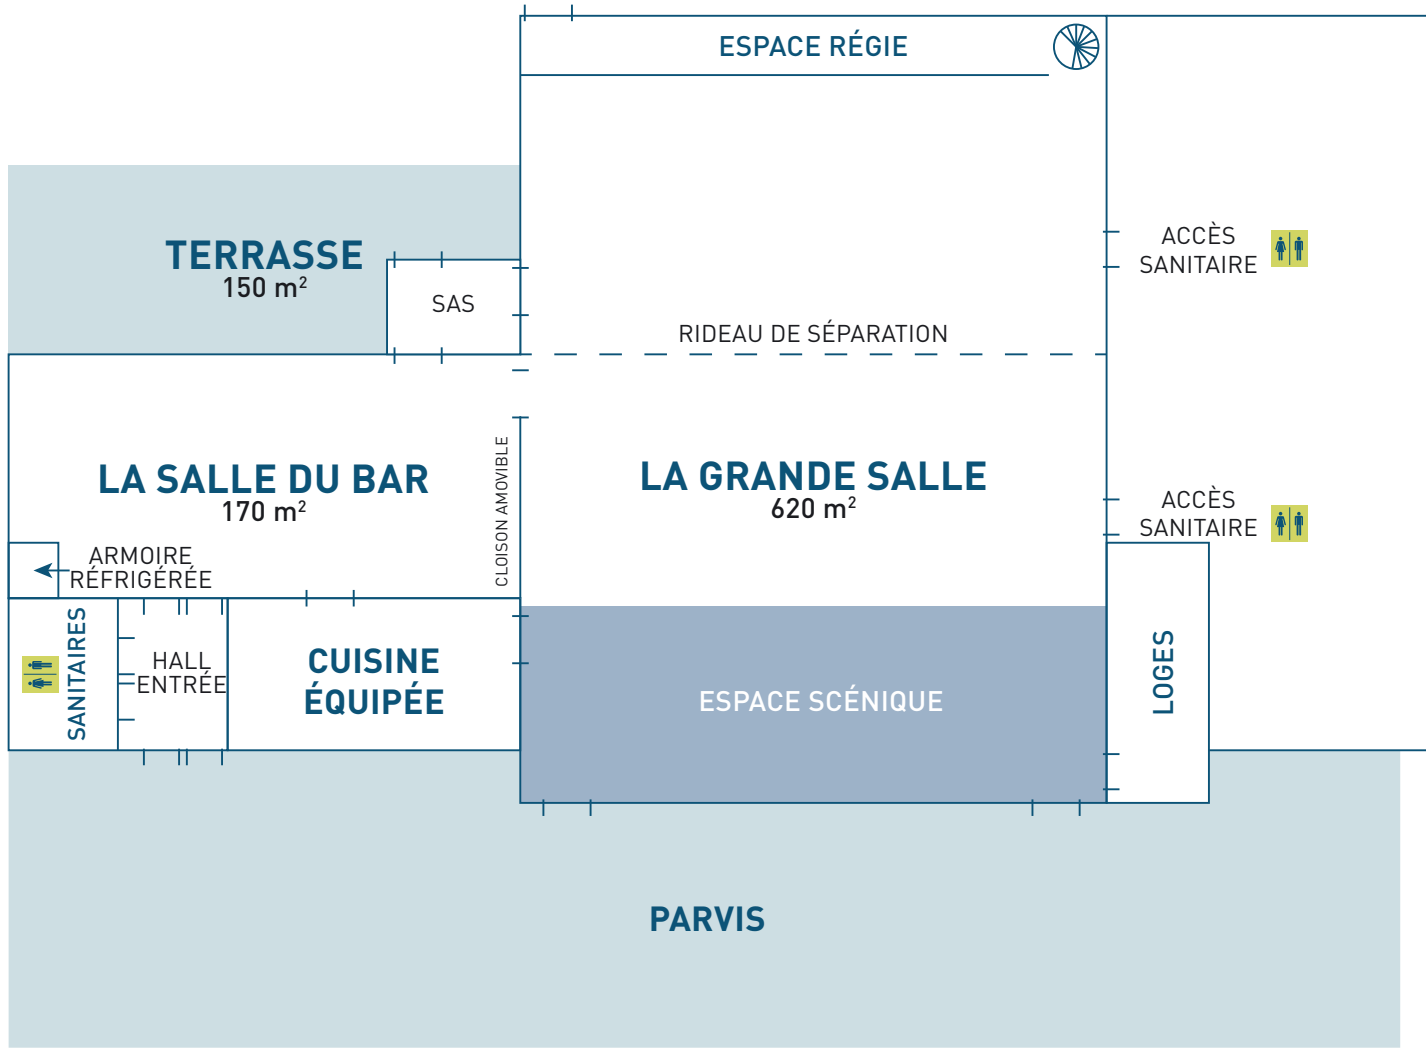 ESPACE RÉGIE
TERRASSE
150 m²
SAS
ACCÈS
SANITAIRE
RIDEAU DE SÉPARATION
LA SALLE DU BAR
170 m²
CLOISON AMOVIBLE
LA GRANDE SALLE
620 m²
ACCÈS
SANITAIRE
ARMOIRE
RÉFRIGÉRÉE
SANITAIRES
HALL
ENTRÉE
CUISINE
ÉQUIPÉE
ESPACE SCÉNIQUE
LOGES
PARVIS